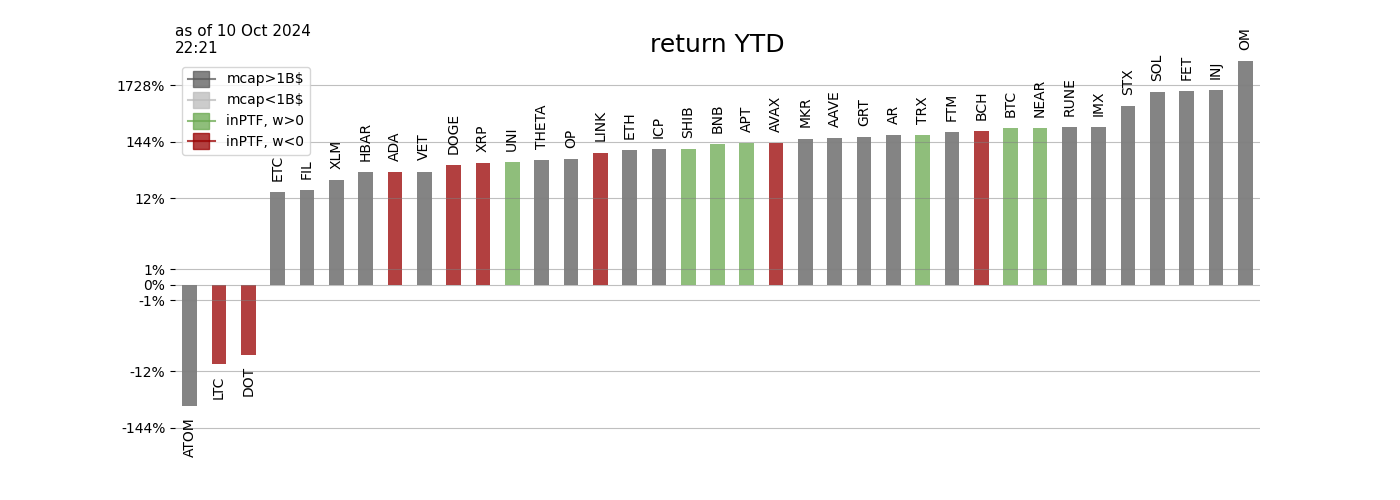 as of 10 Oct 2024
22:21
return YTD
mcap>1B$
mcap<1B$
inPTF, w>0
inPTF, w<0
1728%
144%
12%
1%
0%
-1%
-12%
-144%
ATOM
LTC
DOT
ETC
FIL
XLM
HBAR
ADA
VET
DOGE
XRP
UNI
THETA
OP
LINK
ETH
ICP
SHIB
BNB
APT
AVAX
MKR
AAVE
GRT
AR
TRX
FTM
BCH
BTC
NEAR
RUNE
IMX
STX
SOL
FET
INJ
OM